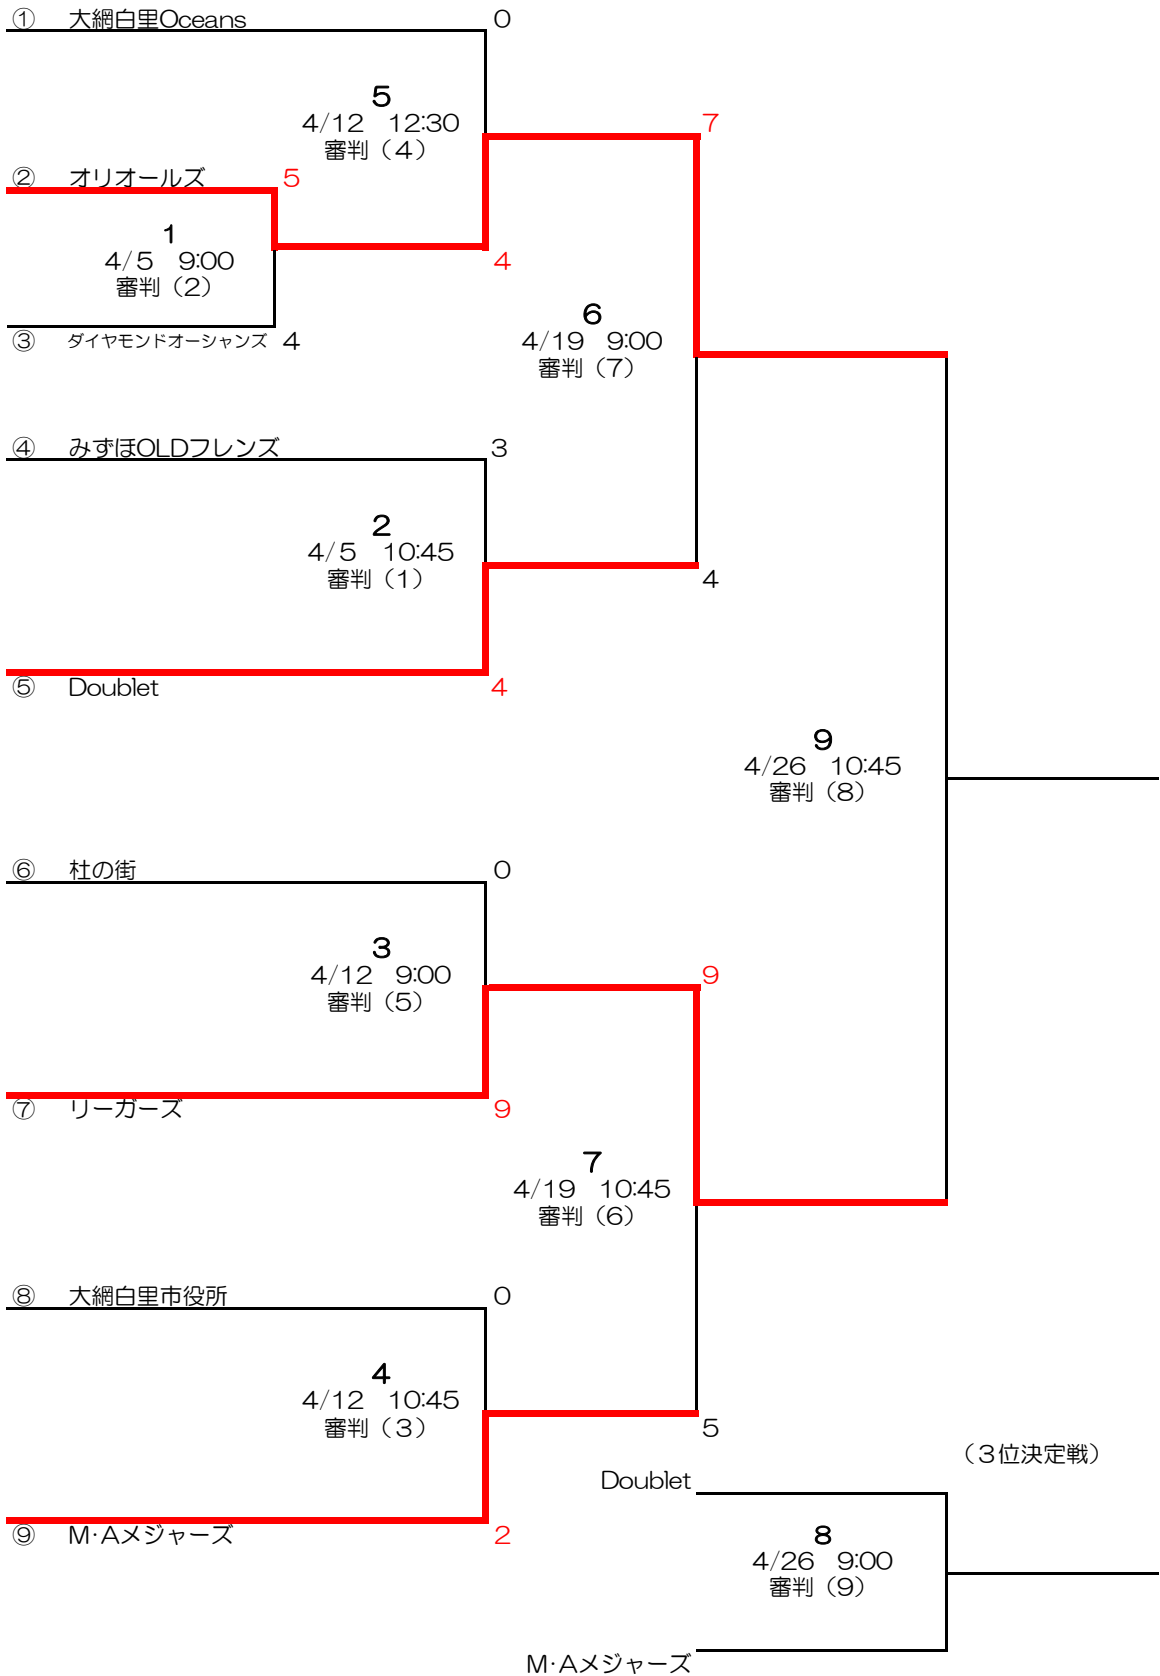 ① 大網白里Oceans 0
5
4/12 12:30
審判（4）
7
② オリオールズ 5
1
4/5 9:00
審判（2）
4
6
4/19 9:00
審判（7）
③ ダイヤモンドオーシャンズ 4
④ みずほOLDフレンズ 3
2
4/5 10:45
審判（1）
4
⑤ Doublet 4
9
4/26 10:45
審判（8）
⑥ 杜の街 0
3
4/12 9:00
審判（5）
9
⑦ リーガーズ 9
7
4/19 10:45
審判（6）
⑧ 大網白里市役所 0
4
4/12 10:45
審判（3）
5
（３位決定戦）
Doublet
⑨ M･Aメジャーズ 2
8
4/26 9:00
審判（9）
M･Aメジャーズ